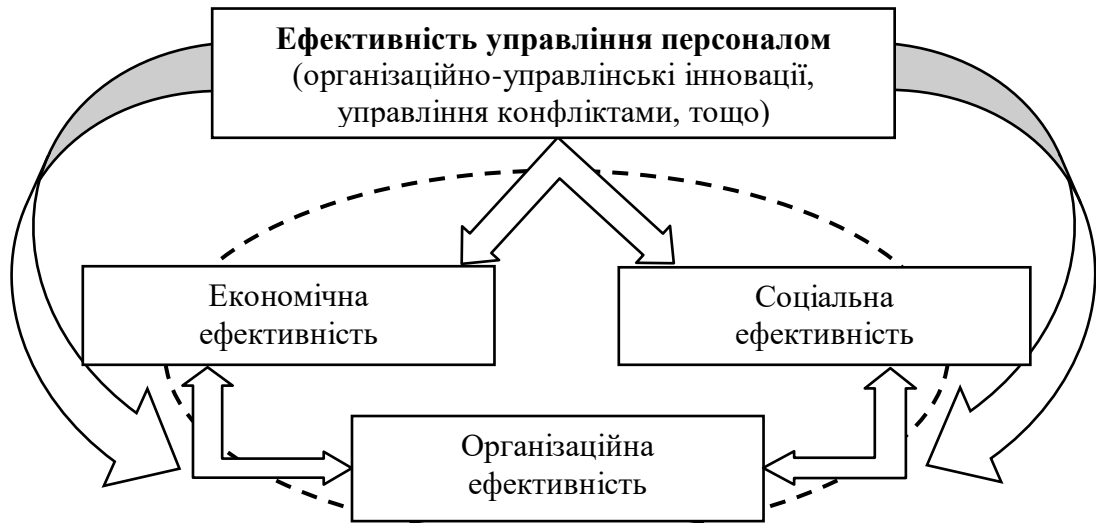 Ефективність управління персоналом
(організаційно-управлінські інновації,
управління конфліктами, тощо)
Економічна
ефективність
Соціальна
ефективність
Організаційна
ефективність